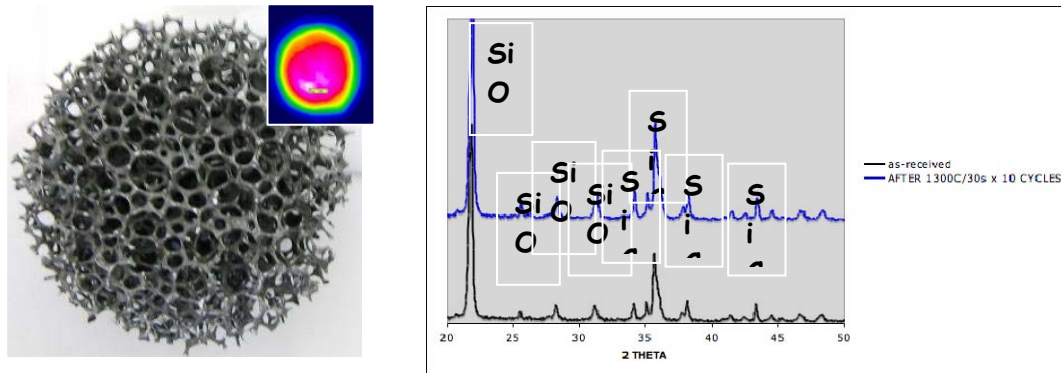 Si
O
S
i
Si
O
Si
O
Si
O
S
i
S
i
S
i
as-received
AFTER 1300C/30s x 10 CYCLES
20 25 30 35 40 45 50
2 THETA